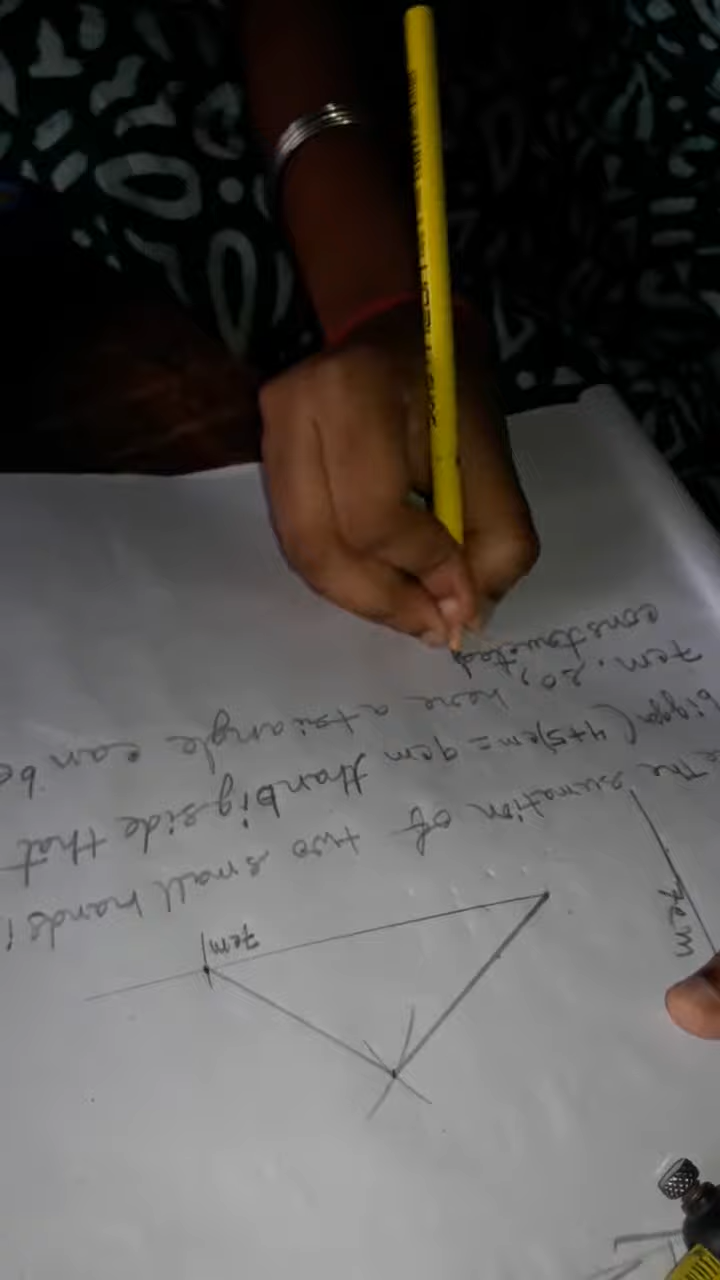 7cm
7em
The sumation of two small hands i
bigger (4+5)cm = 9cm than big side that
7cm. so, here a triangle can be
constructed